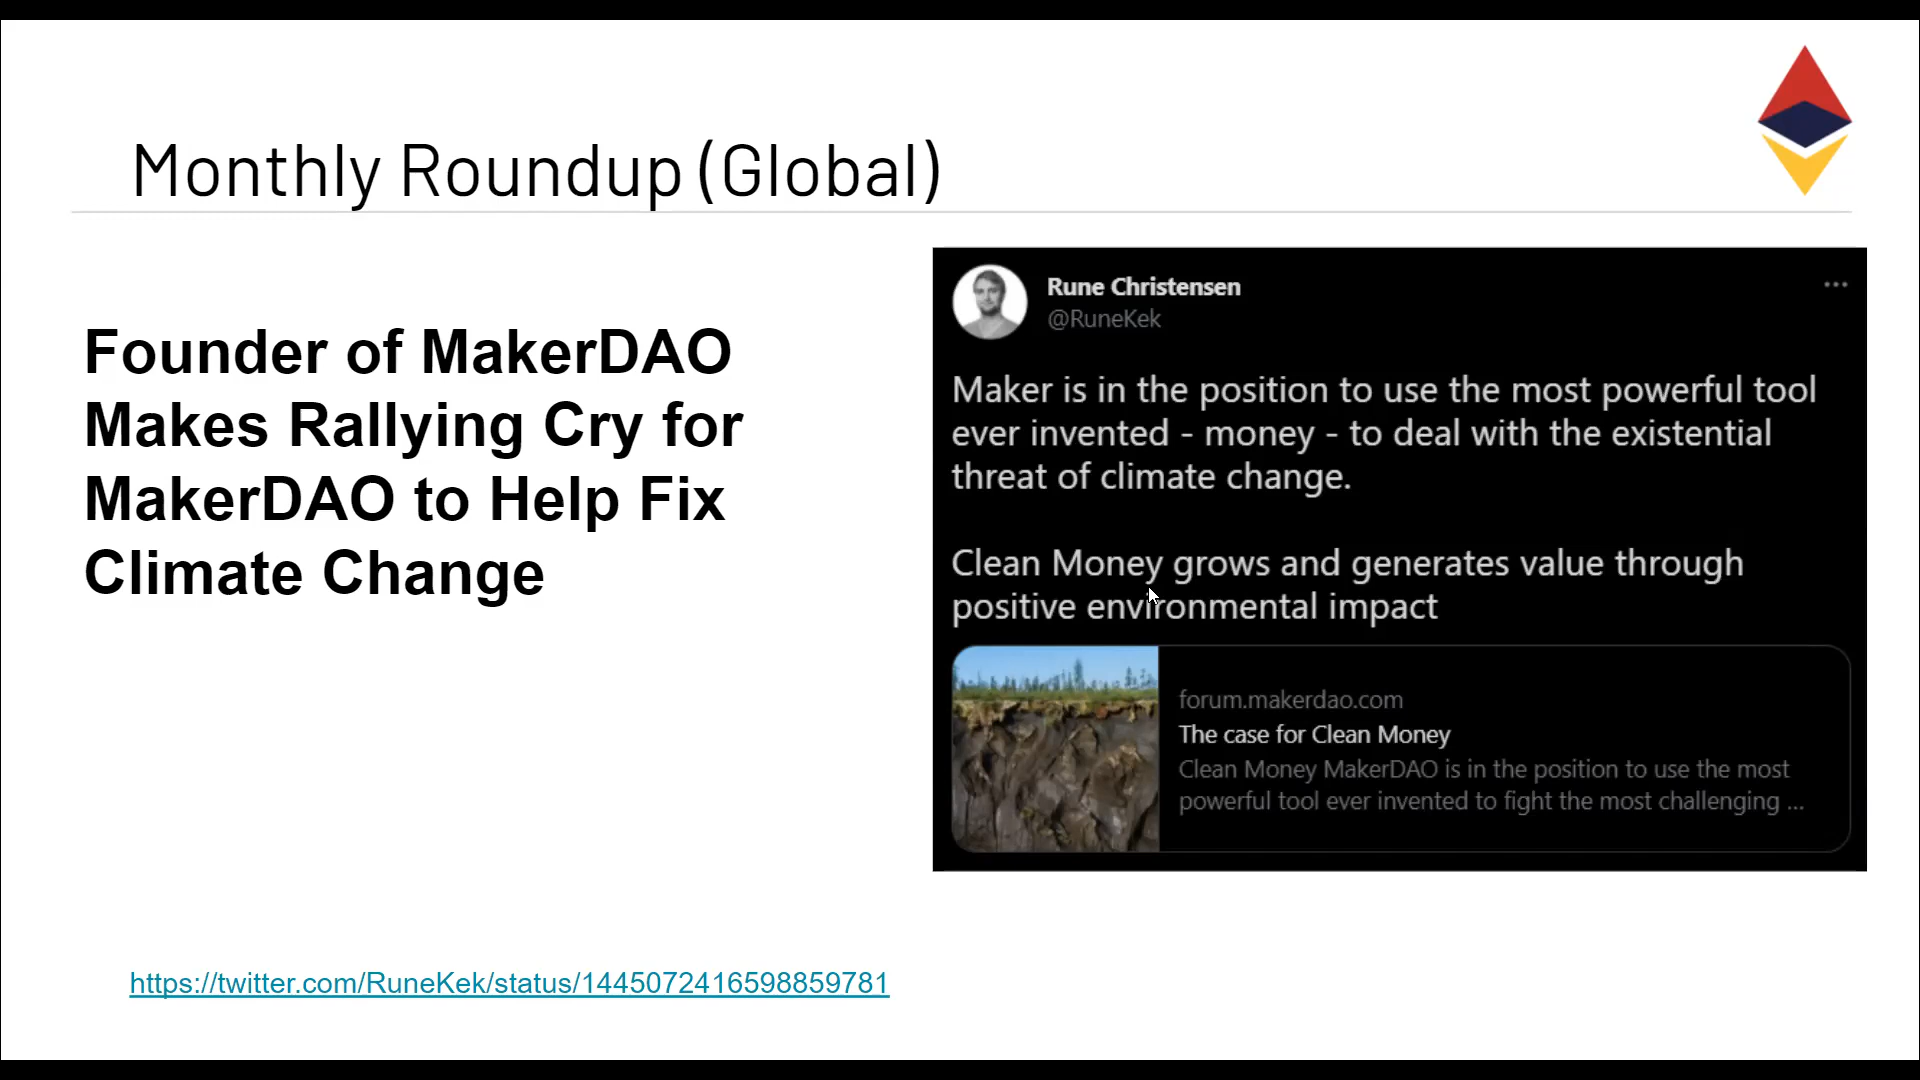 Monthly Roundup (Global)
Founder of MakerDAO
Makes Rallying Cry for
MakerDAO to Help Fix
Climate Change
Rune Christensen
@RuneKek
Maker is in the position to use the most powerful tool
ever invented - money - to deal with the existential
threat of climate change.
Clean Money grows and generates value through
positive environmental impact
forum.makerdao.com
The case for Clean Money
Clean Money MakerDAO is in the position to use the most
powerful tool ever invented to fight the most challenging ...
https://twitter.com/RuneKek/status/1445072416598859781